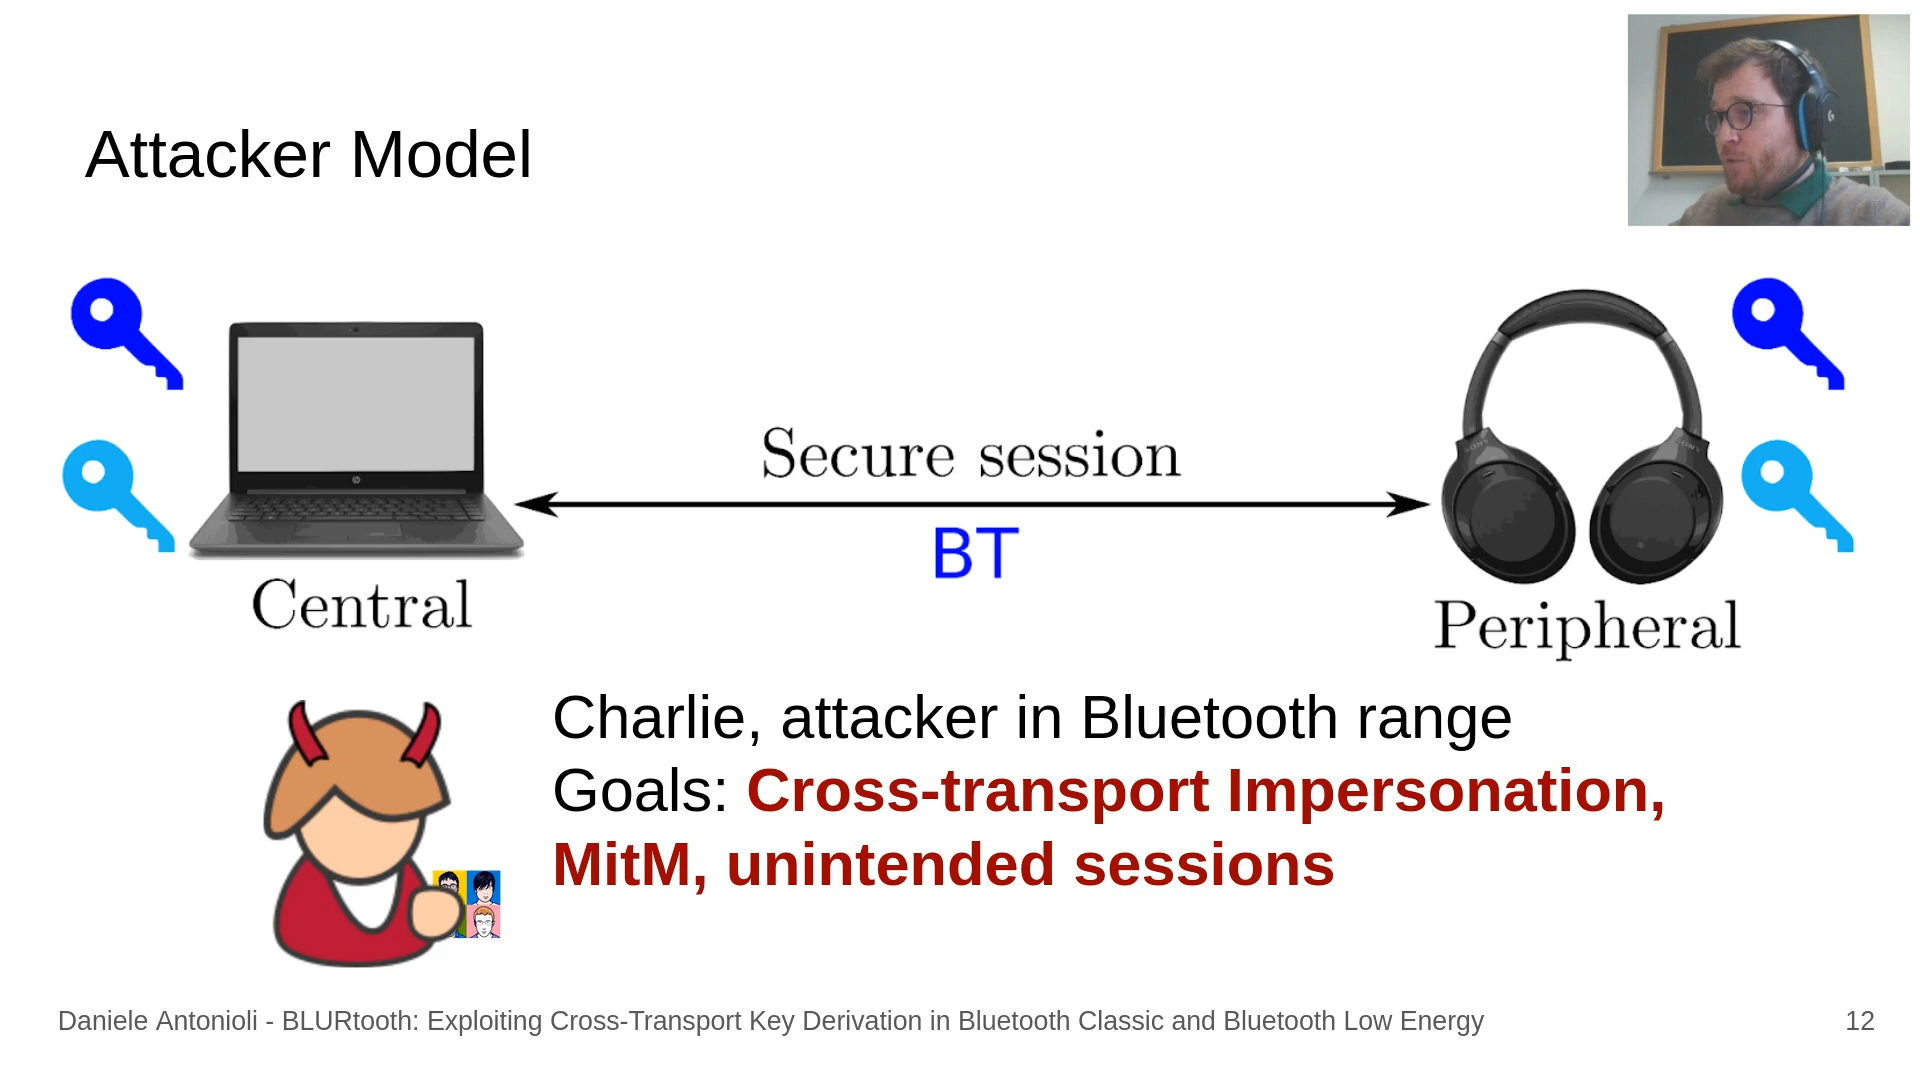 Attacker Model
Secure session
BT
Central
Peripheral
Charlie, attacker in Bluetooth range
Goals: Cross-transport Impersonation,
MitM, unintended sessions
Daniele Antonioli - BLURtooth: Exploiting Cross-Transport Key Derivation in Bluetooth Classic and Bluetooth Low Energy
12